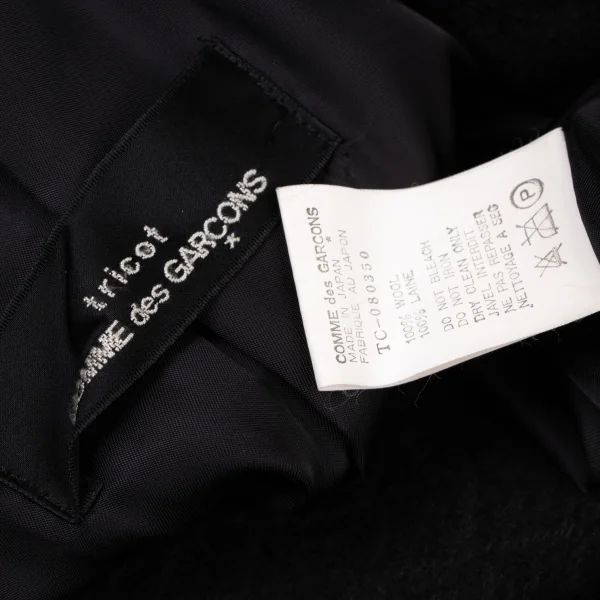 tricot
COMME des GARCONS
*
COMME des GARCONS*
MADE IN JAPAN
FABRIQUE AU JAPON
TC-080350
100% WOOL
100% LAINE
DO NOT BLEACH
DO NOT IRON
DRY CLEAN ONLY
JAVEL INTERDIT
NE PAS REPASSER
NETTOYAGE A SEC
P